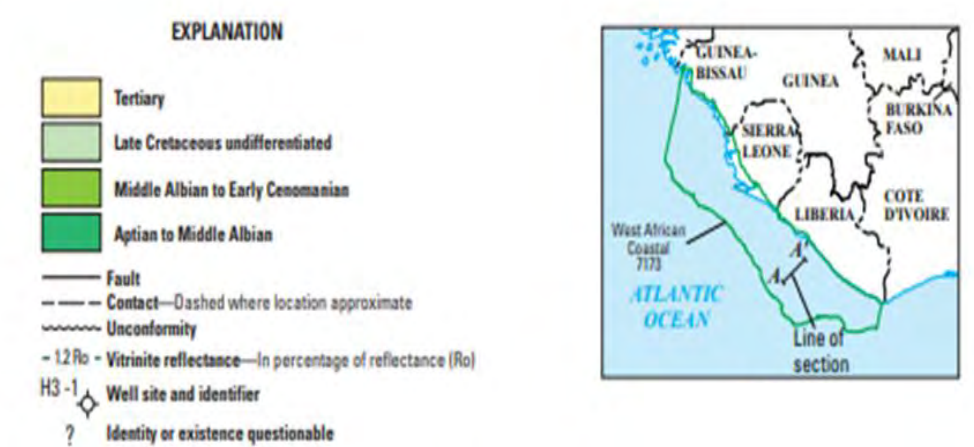 EXPLANATION
Tertiary
Late Cretaceous undifferentiated
Middle Albian to Early Cenomanian
Aptian to Middle Albian
Fault
Contact—Dashed where location approximate
Unconformity
– 1.2 Ro – Vitrinite reflectance—In percentage of reflectance (Ro)
H3 -1 Well site and identifier
? Identity or existence questionable
GUINEA-
BISSAU
GUINEA
MALI
BURKINA
FASO
SIERRA
LEONE
LIBERIA
COTE
D'IVOIRE
West African
Coastal
7173
A'
A
ATLANTIC
OCEAN
Line of
section